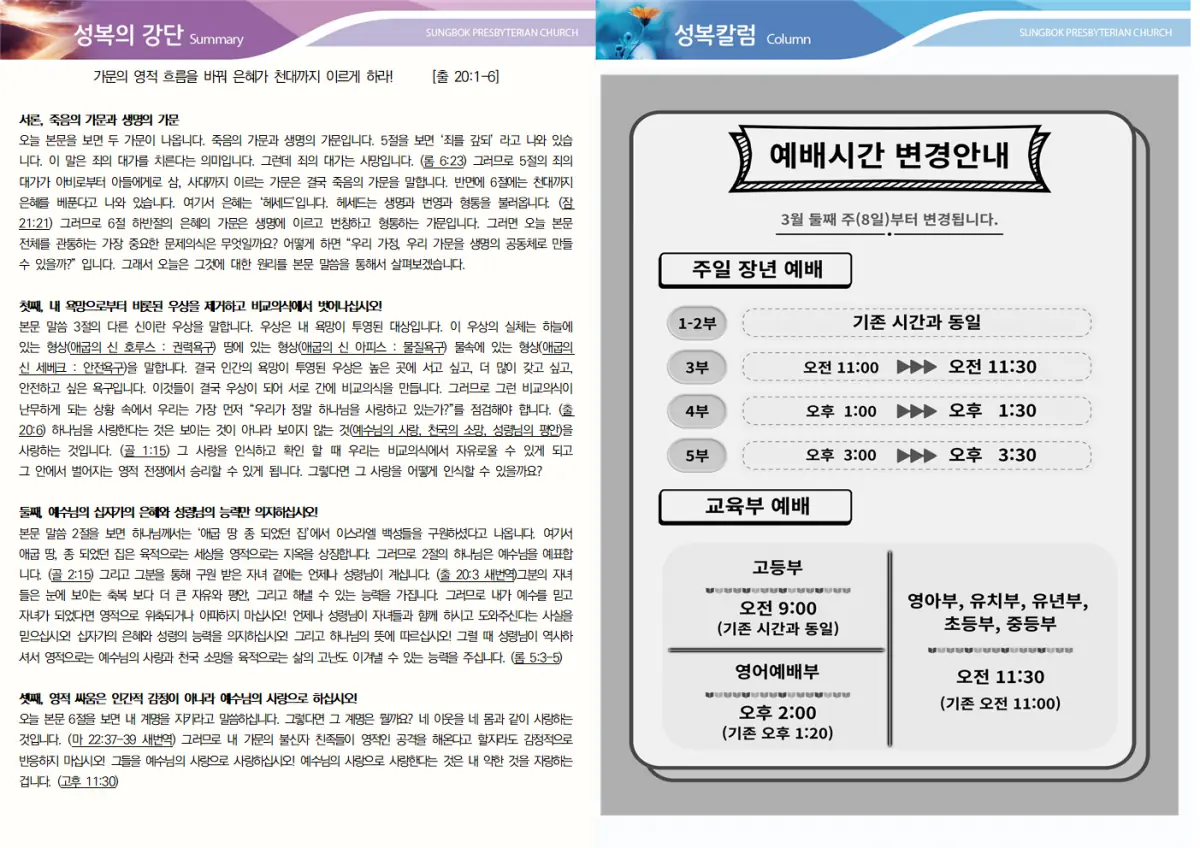 성복의 강단 Summary
SUNGBOK PRESBYTERIAN CHURCH
가문의 영적 흐름을 바꿔 은혜가 천대까지 이르게 하라! [출 20:1-6]
서론, 죽음의 가문과 생명의 가문
오늘 본문을 보면 두 가문이 나옵니다. 죽음의 가문과 생명의 가문입니다. 5절을 보면 ‘죄를 갚되’ 라고 나와 있습
니다. 이 말은 죄의 대가를 치른다는 의미입니다. 그런데 죄의 대가는 사망입니다. (롬 6:23) 그러므로 5절의 죄의
대가가 아비로부터 아들에게로 삼, 사대까지 이르는 가문은 결국 죽음의 가문을 말합니다. 반면에 6절에는 천대까지
은혜를 베푼다고 나와 있습니다. 여기서 은혜는 ‘헤세드’입니다. 헤세드는 생명과 번영과 형통을 불러옵니다. (잠
21:21) 그러므로 6절 하반절의 은혜의 가문은 생명에 이르고 번창하고 형통하는 가문입니다. 그러면 오늘 본문
전체를 관통하는 가장 중요한 문제의식은 무엇일까요? 어떻게 하면 “우리 가정, 우리 가문을 생명의 공동체로 만들
수 있을까?” 입니다. 그래서 오늘은 그것에 대한 원리를 본문 말씀을 통해서 살펴보겠습니다.
첫째, 내 욕망으로부터 비롯된 우상을 제거하고 비교의식에서 벗어나십시오!
본문 말씀 3절의 다른 신이란 우상을 말합니다. 우상은 내 욕망이 투영된 대상입니다. 이 우상의 실체는 하늘에
있는 형상(애굽의 신 호루스 : 권력욕구) 땅에 있는 형상(애굽의 신 아피스 : 물질욕구) 물속에 있는 형상(애굽의
신 세베크 : 안전욕구)을 말합니다. 결국 인간의 욕망이 투영된 우상은 높은 곳에 서고 싶고, 더 많이 갖고 싶고,
안전하고 싶은 욕구입니다. 이것들이 결국 우상이 되어 서로 간에 비교의식을 만듭니다. 그러므로 그런 비교의식이
난무하게 되는 상황 속에서 우리는 가장 먼저 “우리가 정말 하나님을 사랑하고 있는가?”를 점검해야 합니다. (출
20:6) 하나님을 사랑한다는 것은 보이는 것이 아니라 보이지 않는 것(예수님의 사랑, 천국의 소망, 성령님의 평안)을
사랑하는 것입니다. (골 1:15) 그 사랑을 인식하고 확인 할 때 우리는 비교의식에서 자유로울 수 있게 되고
그 안에서 벌어지는 영적 전쟁에서 승리할 수 있게 됩니다. 그렇다면 그 사랑을 어떻게 인식할 수 있을까요?
둘째, 예수님의 십자가의 은혜와 성령님의 능력만 의지하십시오!
본문 말씀 2절을 보면 하나님께서는 ‘애굽 땅 종 되었던 집’에서 이스라엘 백성들을 구원하셨다고 나옵니다. 여기서
애굽 땅, 종 되었던 집은 육적으로는 세상을 영적으로는 지옥을 상징합니다. 그러므로 2절의 하나님은 예수님을 예표합
니다. (골 2:15) 그리고 그분을 통해 구원 받은 자녀 곁에는 언제나 성령님이 계십니다. (출 20:3 새번역)그분의 자녀
들은 눈에 보이는 축복 보다 더 큰 자유와 평안, 그리고 해낼 수 있는 능력을 가집니다. 그러므로 내가 예수를 믿고
자녀가 되었다면 영적으로 위축되거나 아파하지 마십시오! 언제나 성령님이 자녀들과 함께 하시고 도와주신다는 사실을
믿으십시오! 십자가의 은혜와 성령의 능력을 의지하십시오! 그리고 하나님의 뜻에 따르십시오! 그럴 때 성령님이 역사하
셔서 영적으로는 예수님의 사랑과 천국 소망을 육적으로는 삶의 고난도 이겨낼 수 있는 능력을 주십니다. (롬 5:3-5)
셋째, 영적 싸움은 인간적 감정이 아니라 예수님의 사랑으로 하십시오!
오늘 본문 6절을 보면 내 계명을 지키라고 말씀하십니다. 그렇다면 그 계명은 뭘까요? 네 이웃을 네 몸과 같이 사랑하는
것입니다. (마 22:37-39 새번역) 그러므로 내 가문의 불신자 친족들이 영적인 공격을 해온다고 할지라도 감정적으로
반응하지 마십시오! 그들을 예수님의 사랑으로 사랑하십시오! 예수님의 사랑으로 사랑한다는 것은 내 약한 것을 자랑하는
겁니다. (고후 11:30)
성복칼럼 Column
SUNGBOK PRESBYTERIAN CHURCH
예배시간 변경안내
3월 둘째 주(8일)부터 변경됩니다.
주일 장년 예배
1-2부 기존 시간과 동일
3부 오전 11:00 ▶▶▶ 오전 11:30
4부 오후 1:00 ▶▶▶ 오후 1:30
5부 오후 3:00 ▶▶▶ 오후 3:30
교육부 예배
고등부
오전 9:00
(기존 시간과 동일)
영어예배부
오후 2:00
(기존 오후 1:20)
영아부, 유치부, 유년부,
초등부, 중등부
오전 11:30
(기존 오전 11:00)